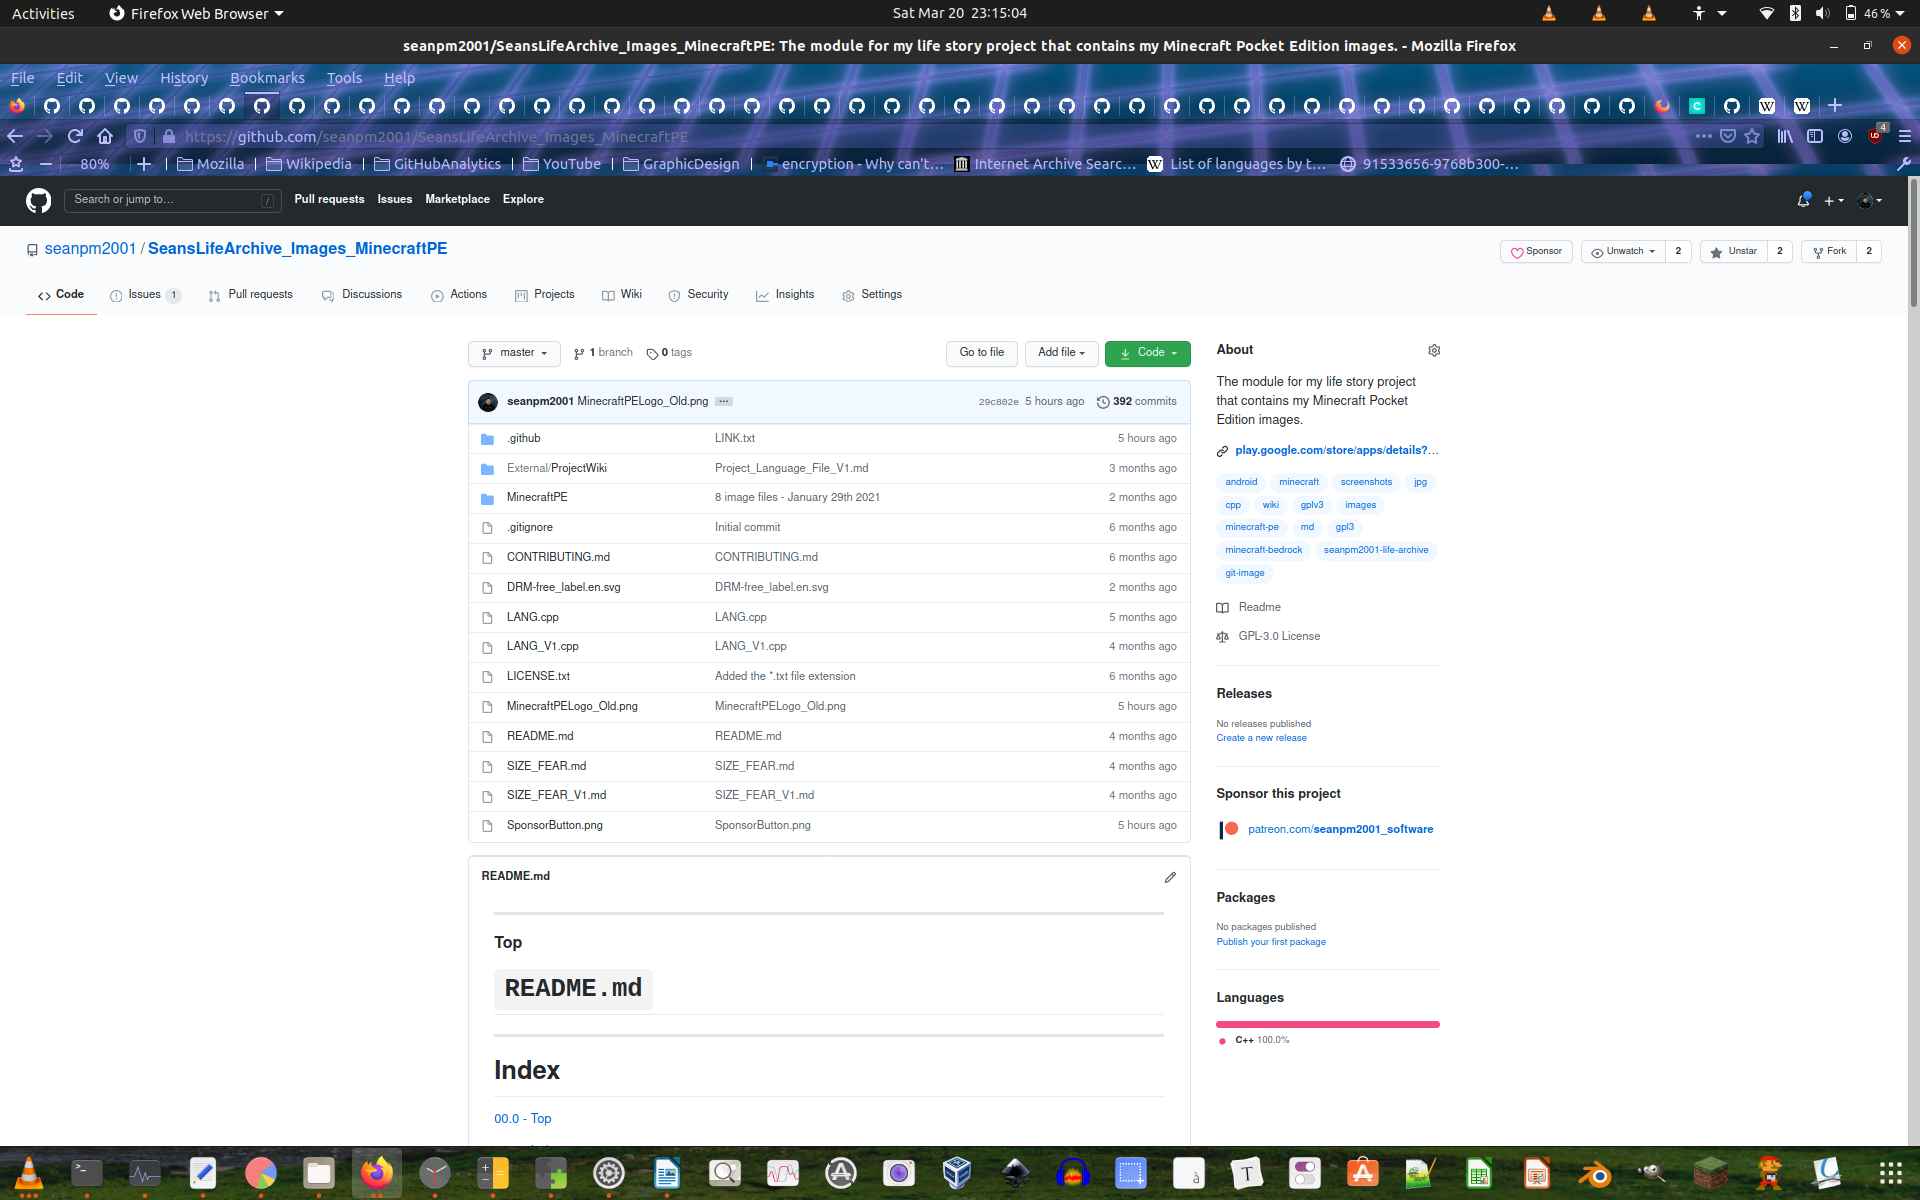 Activities Firefox Web Browser Sat Mar 20 23:15:04 46 %
seanpm2001/SeansLifeArchive_Images_MinecraftPE: The module for my life story project that contains my Minecraft Pocket Edition images. - Mozilla Firefox
File Edit View History Bookmarks Tools Help
https://github.com/seanpm2001/SeansLifeArchive_Images_MinecraftPE 4
80% Mozilla Wikipedia GitHubAnalytics YouTube GraphicDesign encryption - Why can't… Internet Archive Searc… List of languages by t… 91533656-9768b300-…
Search or jump to… / Pull requests Issues Marketplace Explore
seanpm2001 / SeansLifeArchive_Images_MinecraftPE Sponsor Unwatch 2 Unstar 2 Fork 2
Code Issues 1 Pull requests Discussions Actions Projects Wiki Security Insights Settings
master 1 branch 0 tags Go to file Add file Code
seanpm2001 MinecraftPELogo_Old.png 29c802e 5 hours ago 392 commits
.github LINK.txt 5 hours ago
External/ProjectWiki Project_Language_File_V1.md 3 months ago
MinecraftPE 8 image files - January 29th 2021 2 months ago
.gitignore Initial commit 6 months ago
CONTRIBUTING.md CONTRIBUTING.md 6 months ago
DRM-free_label.en.svg DRM-free_label.en.svg 2 months ago
LANG.cpp LANG.cpp 5 months ago
LANG_V1.cpp LANG_V1.cpp 4 months ago
LICENSE.txt Added the *.txt file extension 6 months ago
MinecraftPELogo_Old.png MinecraftPELogo_Old.png 5 hours ago
README.md README.md 4 months ago
SIZE_FEAR.md SIZE_FEAR.md 4 months ago
SIZE_FEAR_V1.md SIZE_FEAR_V1.md 4 months ago
SponsorButton.png SponsorButton.png 5 hours ago
README.md
Top
README.md
Index
00.0 - Top
About
The module for my life story project
that contains my Minecraft Pocket
Edition images.
play.google.com/store/apps/details?…
android minecraft screenshots jpg
cpp wiki gplv3 images
minecraft-pe md gpl3
minecraft-bedrock seanpm2001-life-archive
git-image
Readme
GPL-3.0 License
Releases
No releases published
Create a new release
Sponsor this project
patreon.com/seanpm2001_software
Packages
No packages published
Publish your first package
Languages
C++ 100.0%